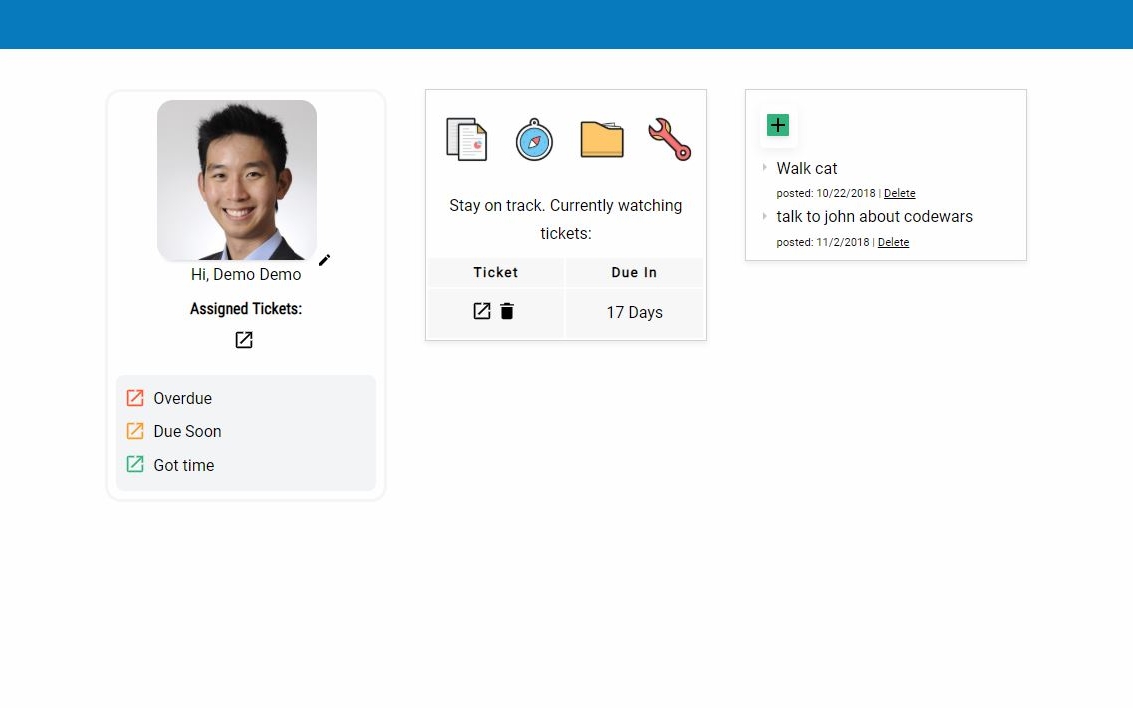 Hi, Demo Demo
Assigned Tickets:
Overdue
Due Soon
Got time
Stay on track. Currently watching
tickets:
Ticket Due In
17 Days
Walk cat
posted: 10/22/2018 | Delete
talk to john about codewars
posted: 11/2/2018 | Delete